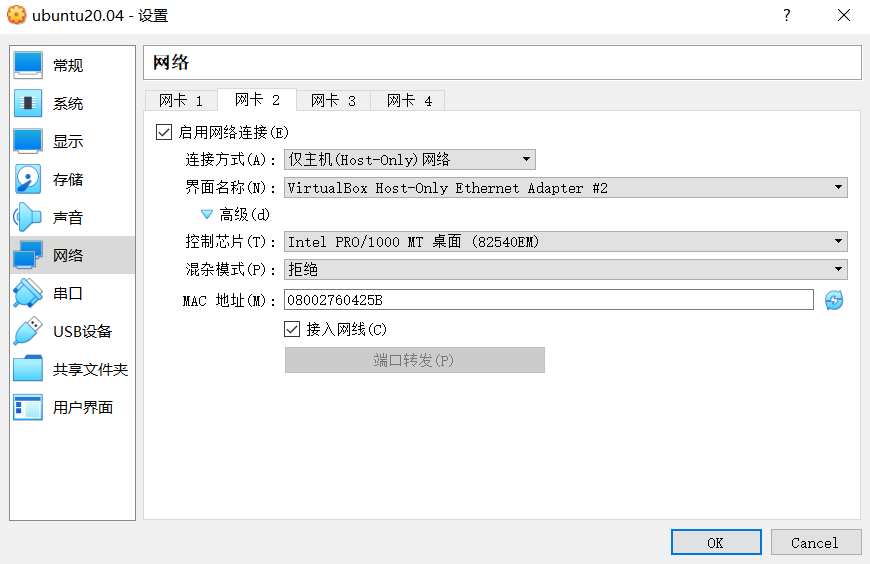 ubuntu20.04 - 设置
?
常规
系统
显示
存储
声音
网络
串口
USB设备
共享文件夹
用户界面
网络
网卡 1 网卡 2 网卡 3 网卡 4
启用网络连接(E)
连接方式(A): 仅主机(Host-Only)网络
界面名称(N): VirtualBox Host-Only Ethernet Adapter #2
高级(d)
控制芯片(T): Intel PRO/1000 MT 桌面 (82540EM)
混杂模式(P): 拒绝
MAC 地址(M): 08002760425B
接入网线(C)
端口转发(P)
OK Cancel